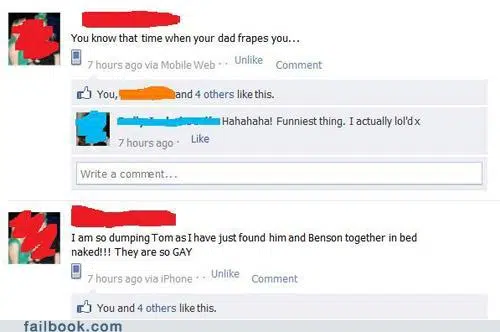 You know that time when your dad frapes you...
7 hours ago via Mobile Web · · Unlike Comment
You, and 4 others like this.
Hahahaha! Funniest thing. I actually lol'd x
7 hours ago · Like
Write a comment...
I am so dumping Tom as I have just found him and Benson together in bed
naked!!! They are so GAY
7 hours ago via iPhone · · Unlike Comment
You and 4 others like this.
failbook.com